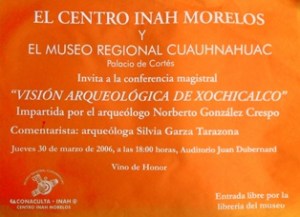 EL CENTRO INAH MORELOS
Y
EL MUSEO REGIONAL CUAUHNAHUAC
Palacio de Cortés
Invita a la conferencia magistral
"VISIÓN ARQUEOLÓGICA DE XOCHICALCO"
Impartida por el arqueólogo Norberto González Crespo
Comentarista: arqueóloga Silvia Garza Tarazona
Jueves 30 de marzo de 2006, a las 18:00 horas, Auditorio Juan Dubernard
Vino de Honor
CONACULTA - INAH
CENTRO INAH MORELOS
Entrada libre por la
librería del museo